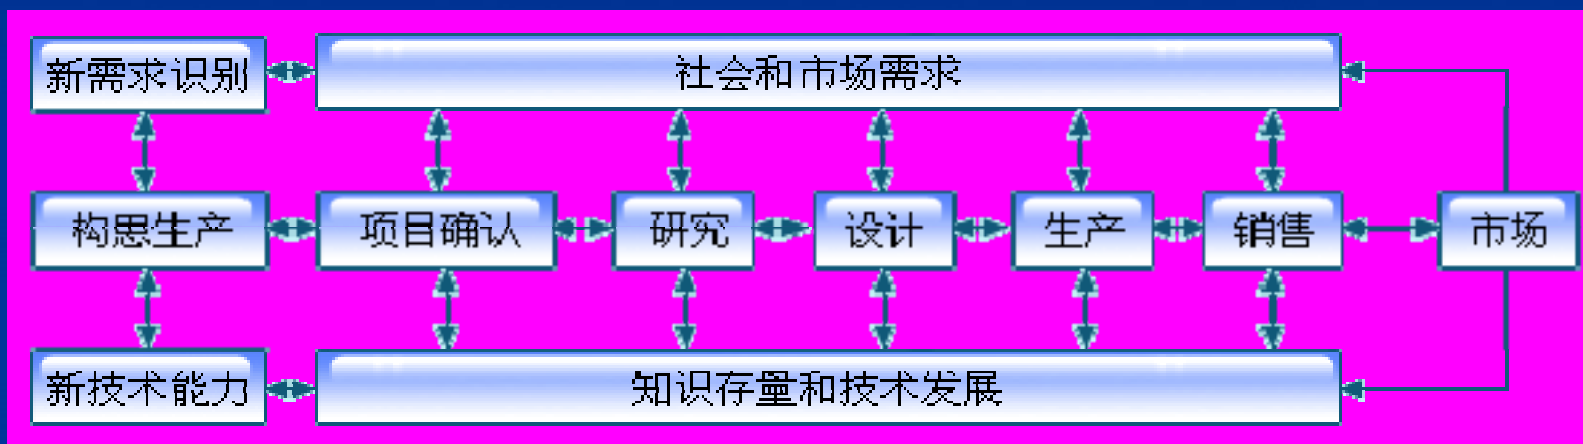 新需求识别
社会和市场需求
构思生产
项目确认
研究
设计
生产
销售
市场
新技术能力
知识存量和技术发展